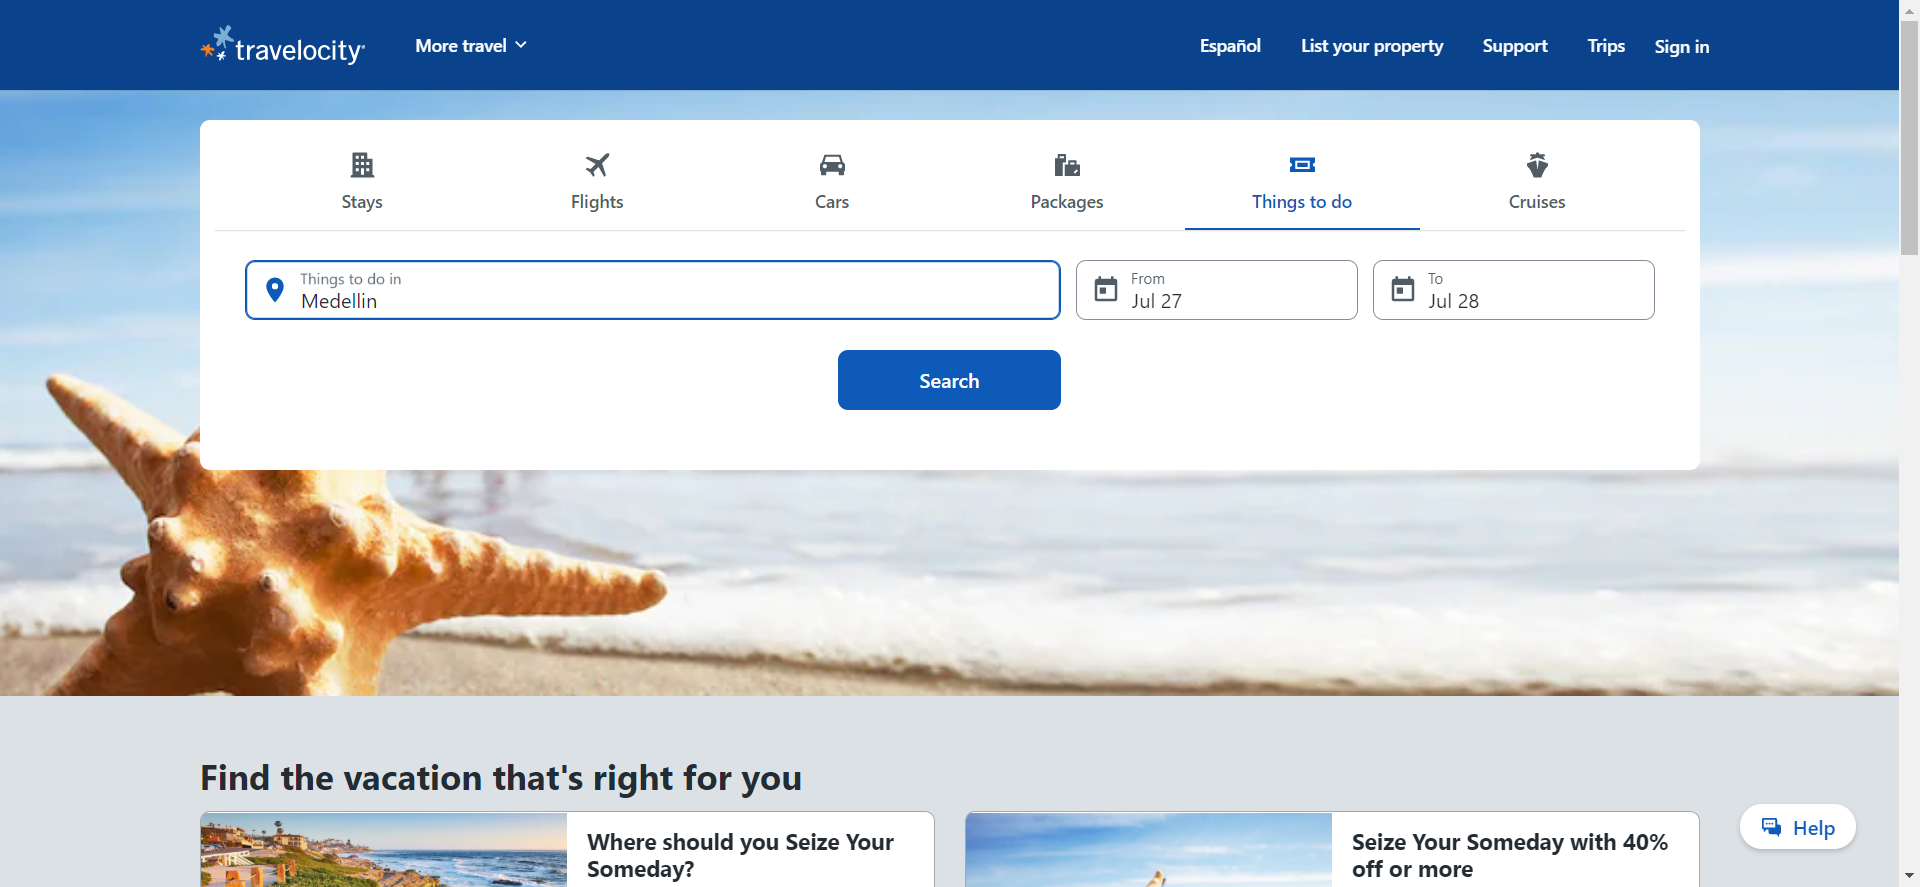 travelocity
More travel
Español
List your property
Support
Trips
Sign in
Stays
Flights
Cars
Packages
Things to do
Cruises
Things to do in
Medellin
From
Jul 27
To
Jul 28
Search
Find the vacation that's right for you
Where should you Seize Your
Someday?
Seize Your Someday with 40%
off or more
Help